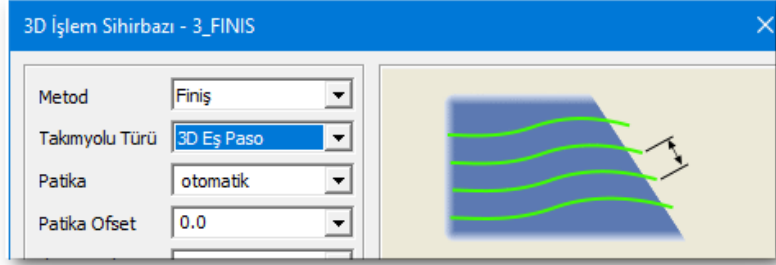 3D İşlem Sihirbazı - 3_FINIS
Metod Finiş
Takımyolu Türü 3D Eş Paso
Patika otomatik
Patika Ofset 0.0